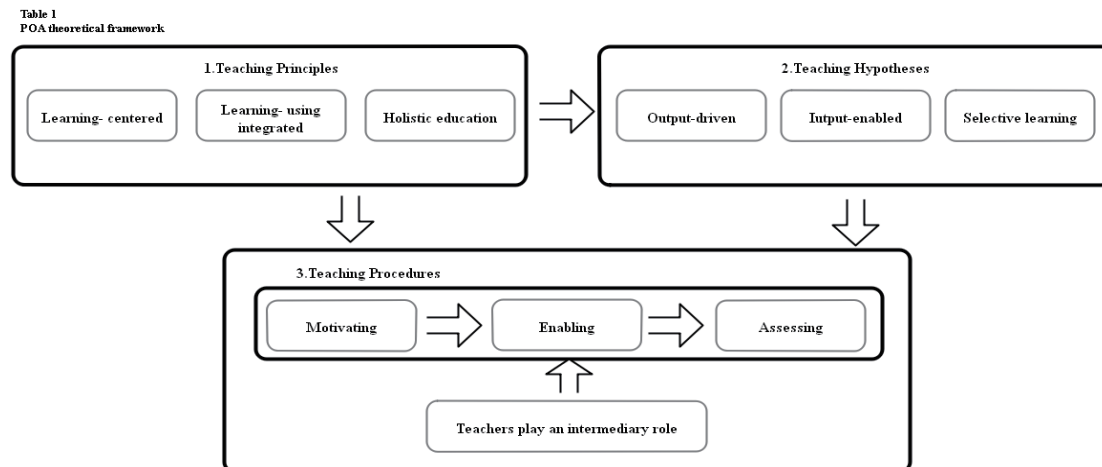 Table 1
POA theoretical framework
1.Teaching Principles
Learning- centered
Learning- using
integrated
Holistic education
2.Teaching Hypotheses
Output-driven
Iutput-enabled
Selective learning
3.Teaching Procedures
Motivating
Enabling
Assessing
Teachers play an intermediary role